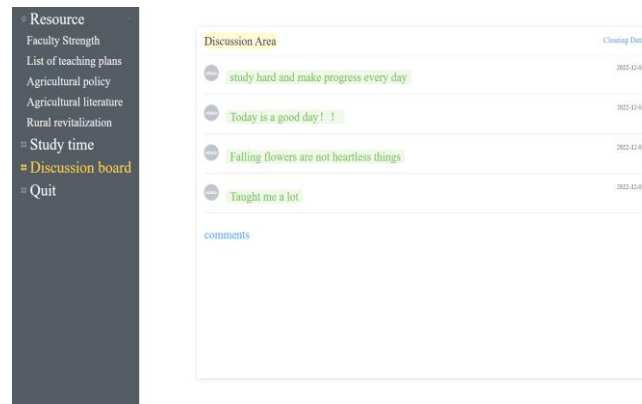 Resource
Faculty Strength
List of teaching plans
Agricultural policy
Agricultural literature
Rural revitalization
Study time
Discussion board
Quit
Discussion Area
Clearing
study hard and make progress every day
Today is a good day！！
Falling flowers are not heartless things
Taught me a lot
comments